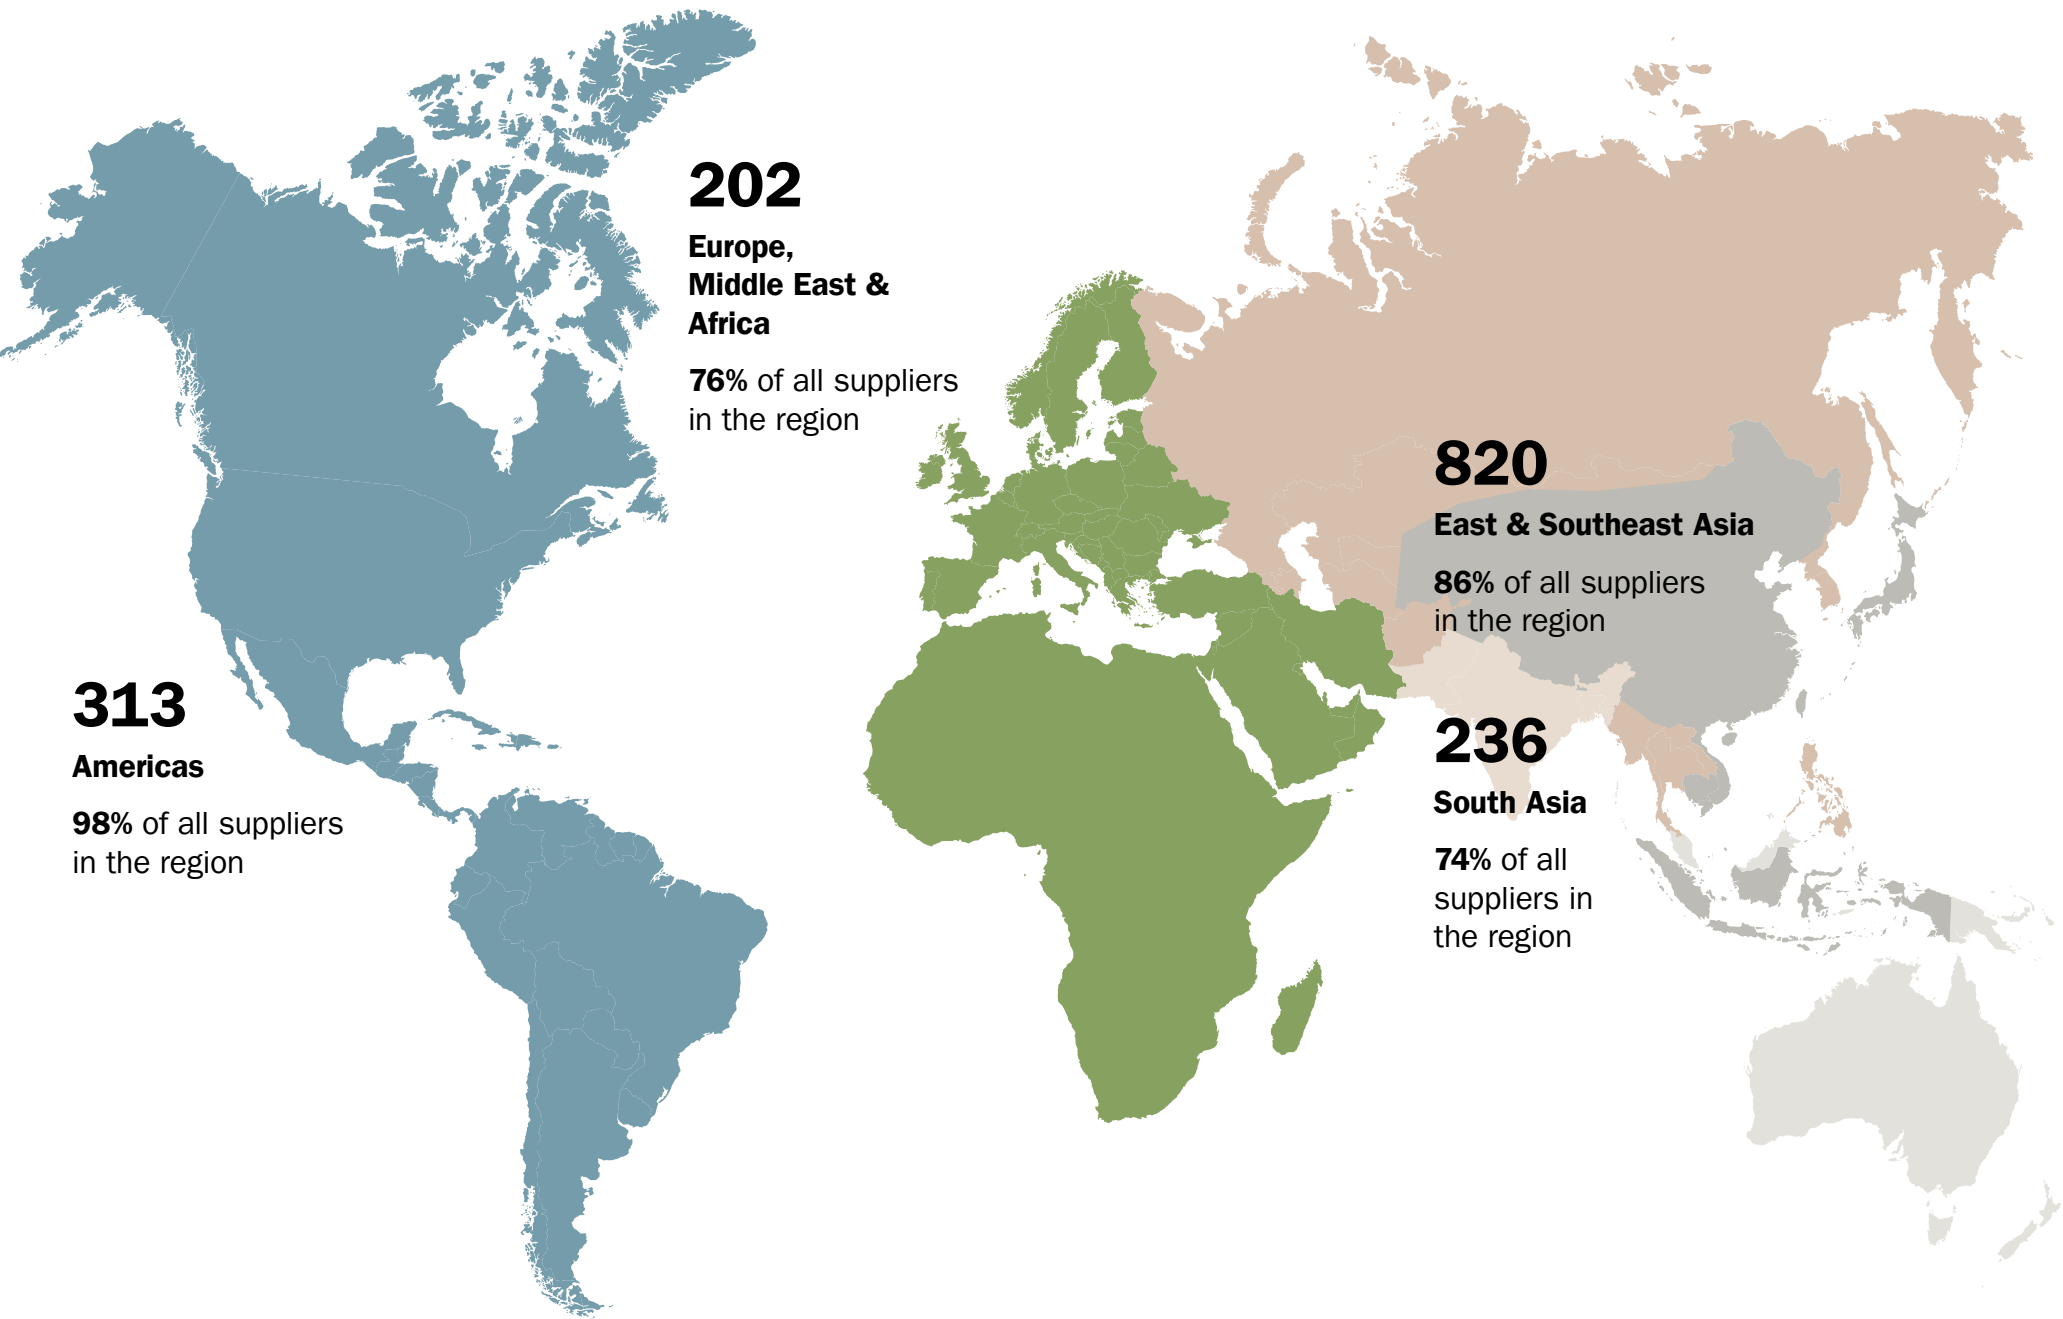 202
Europe,
Middle East &
Africa
76% of all suppliers
in the region
820
East & Southeast Asia
86% of all suppliers
in the region
313
Americas
98% of all suppliers
in the region
236
South Asia
74% of all
suppliers in
the region